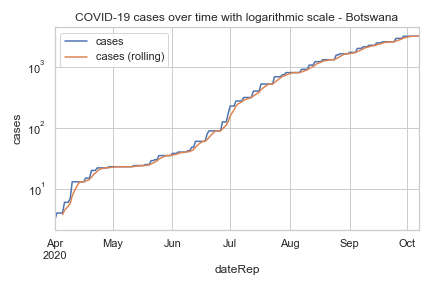 COVID-19 cases over time with logarithmic scale - Botswana
cases
cases (rolling)
10³
10²
10¹
cases
Apr May Jun Jul Aug Sep Oct
2020
dateRep